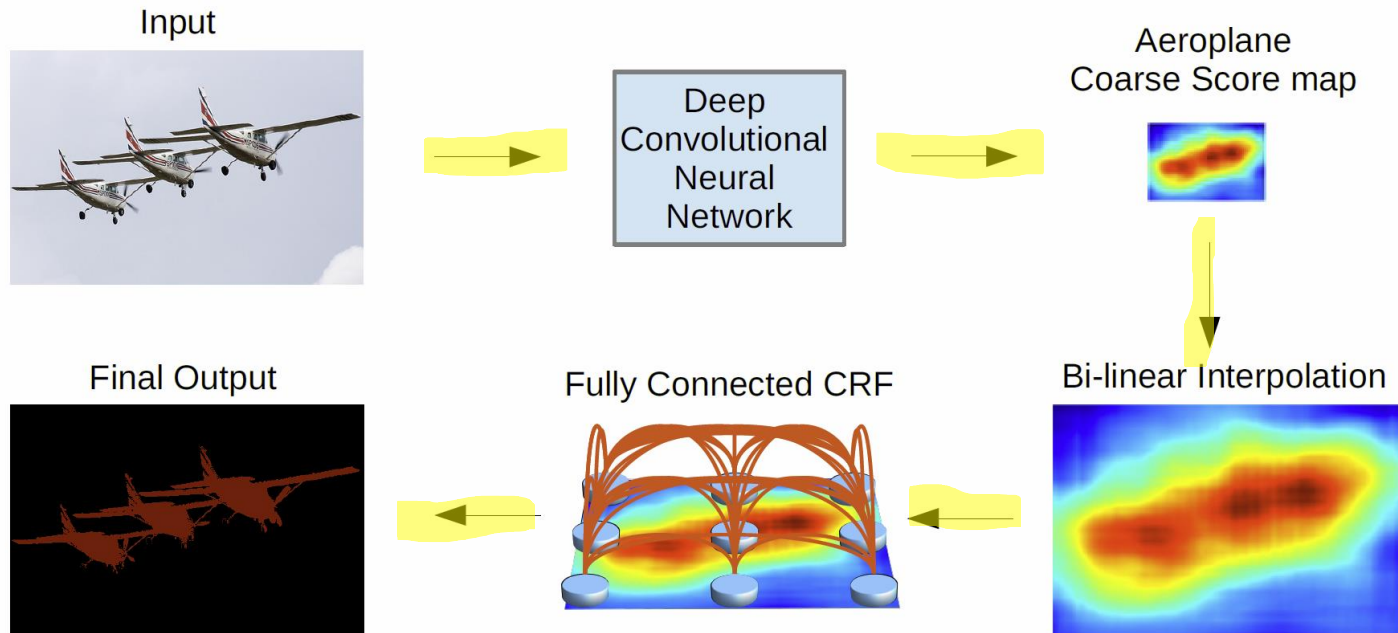 Input
Deep
Convolutional
Neural
Network
Aeroplane
Coarse Score map
Final Output
Fully Connected CRF
Bi-linear Interpolation